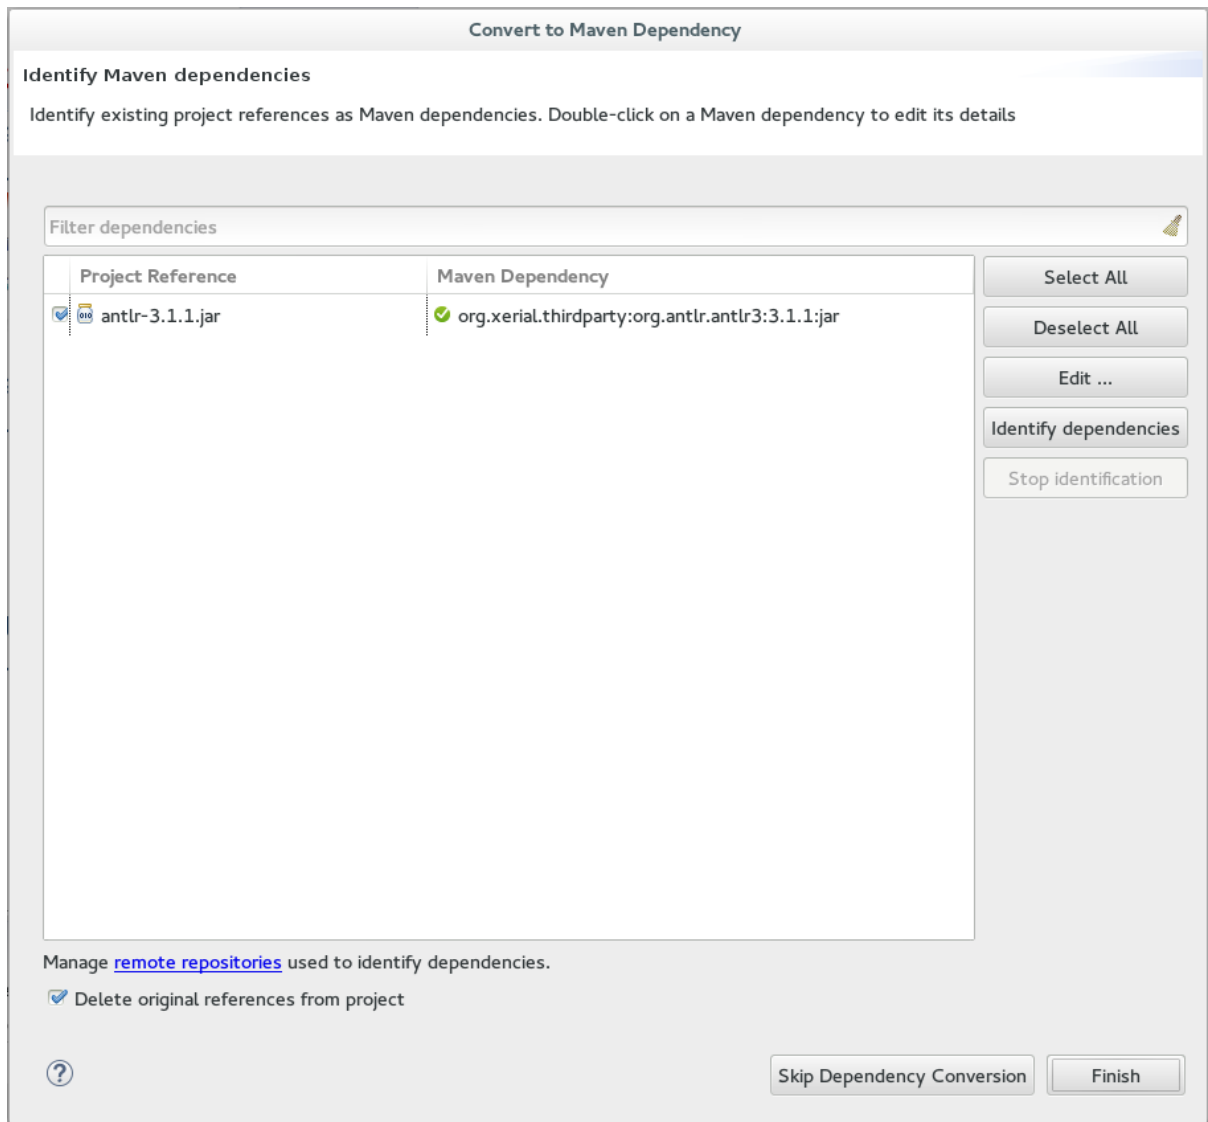 Convert to Maven Dependency
Identify Maven dependencies
Identify existing project references as Maven dependencies. Double-click on a Maven dependency to edit its details
Filter dependencies
Project Reference Maven Dependency
antlr-3.1.1.jar org.xerial.thirdparty:org.antlr.antlr3:3.1.1:jar
Select All
Deselect All
Edit ...
Identify dependencies
Stop identification
Manage remote repositories used to identify dependencies.
Delete original references from project
Skip Dependency Conversion Finish